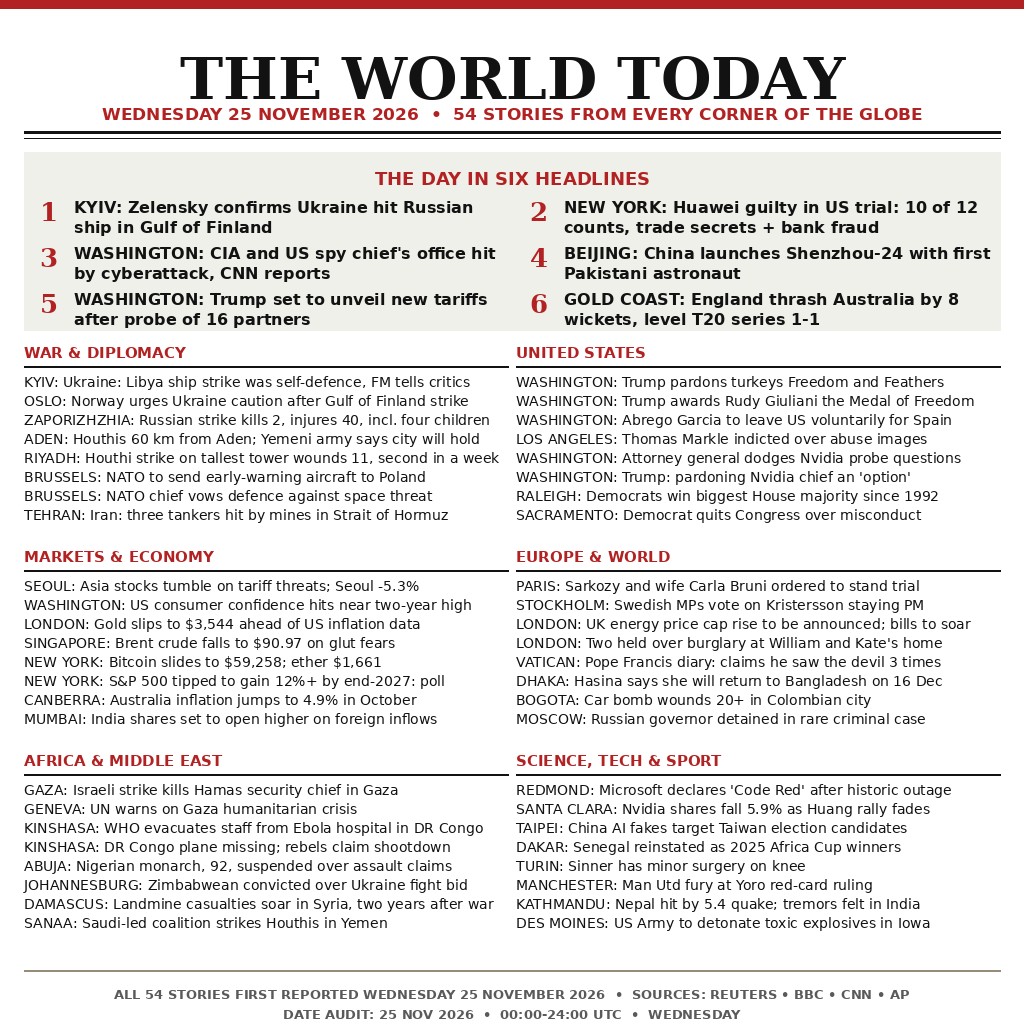 THE WORLD TODAY
WEDNESDAY 25 NOVEMBER 2026 • 54 STORIES FROM EVERY CORNER OF THE GLOBE
THE DAY IN SIX HEADLINES
1 KYIV: Zelensky confirms Ukraine hit Russian
ship in Gulf of Finland
2 NEW YORK: Huawei guilty in US trial: 10 of 12
counts, trade secrets + bank fraud
3 WASHINGTON: CIA and US spy chief's office hit
by cyberattack, CNN reports
4 BEIJING: China launches Shenzhou-24 with first
Pakistani astronaut
5 WASHINGTON: Trump set to unveil new tariffs
after probe of 16 partners
6 GOLD COAST: England thrash Australia by 8
wickets, level T20 series 1-1
WAR & DIPLOMACY
KYIV: Ukraine: Libya ship strike was self-defence, FM tells critics
OSLO: Norway urges Ukraine caution after Gulf of Finland strike
ZAPORIZHZHIA: Russian strike kills 2, injures 40, incl. four children
ADEN: Houthis 60 km from Aden; Yemeni army says city will hold
RIYADH: Houthi strike on tallest tower wounds 11, second in a week
BRUSSELS: NATO to send early-warning aircraft to Poland
BRUSSELS: NATO chief vows defence against space threat
TEHRAN: Iran: three tankers hit by mines in Strait of Hormuz
UNITED STATES
WASHINGTON: Trump pardons turkeys Freedom and Feathers
WASHINGTON: Trump awards Rudy Giuliani the Medal of Freedom
WASHINGTON: Abrego Garcia to leave US voluntarily for Spain
LOS ANGELES: Thomas Markle indicted over abuse images
WASHINGTON: Attorney general dodges Nvidia probe questions
WASHINGTON: Trump: pardoning Nvidia chief an 'option'
RALEIGH: Democrats win biggest House majority since 1992
SACRAMENTO: Democrat quits Congress over misconduct
MARKETS & ECONOMY
SEOUL: Asia stocks tumble on tariff threats; Seoul -5.3%
WASHINGTON: US consumer confidence hits near two-year high
LONDON: Gold slips to $3,544 ahead of US inflation data
SINGAPORE: Brent crude falls to $90.97 on glut fears
NEW YORK: Bitcoin slides to $59,258; ether $1,661
NEW YORK: S&P 500 tipped to gain 12%+ by end-2027: poll
CANBERRA: Australia inflation jumps to 4.9% in October
MUMBAI: India shares set to open higher on foreign inflows
EUROPE & WORLD
PARIS: Sarkozy and wife Carla Bruni ordered to stand trial
STOCKHOLM: Swedish MPs vote on Kristersson staying PM
LONDON: UK energy price cap rise to be announced; bills to soar
LONDON: Two held over burglary at William and Kate's home
VATICAN: Pope Francis diary: claims he saw the devil 3 times
DHAKA: Hasina says she will return to Bangladesh on 16 Dec
BOGOTA: Car bomb wounds 20+ in Colombian city
MOSCOW: Russian governor detained in rare criminal case
AFRICA & MIDDLE EAST
GAZA: Israeli strike kills Hamas security chief in Gaza
GENEVA: UN warns on Gaza humanitarian crisis
KINSHASA: WHO evacuates staff from Ebola hospital in DR Congo
KINSHASA: DR Congo plane missing; rebels claim shootdown
ABUJA: Nigerian monarch, 92, suspended over assault claims
JOHANNESBURG: Zimbabwean convicted over Ukraine fight bid
DAMASCUS: Landmine casualties soar in Syria, two years after war
SANAA: Saudi-led coalition strikes Houthis in Yemen
SCIENCE, TECH & SPORT
REDMOND: Microsoft declares 'Code Red' after historic outage
SANTA CLARA: Nvidia shares fall 5.9% as Huang rally fades
TAIPEI: China AI fakes target Taiwan election candidates
DAKAR: Senegal reinstated as 2025 Africa Cup winners
TURIN: Sinner has minor surgery on knee
MANCHESTER: Man Utd fury at Yoro red-card ruling
KATHMANDU: Nepal hit by 5.4 quake; tremors felt in India
DES MOINES: US Army to detonate toxic explosives in Iowa
ALL 54 STORIES FIRST REPORTED WEDNESDAY 25 NOVEMBER 2026 • SOURCES: REUTERS • BBC • CNN • AP
DATE AUDIT: 25 NOV 2026 • 00:00-24:00 UTC • WEDNESDAY